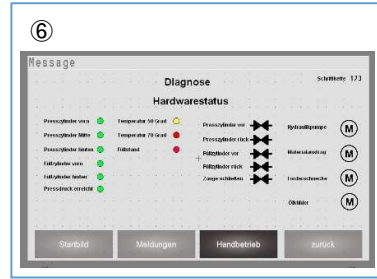 ⑥
Message
Diagnose
Schrittkette 173
Hardwarestatus
Presszylinder vorn
Presszylinder Mitte
Presszylinder hinten
Füllzylinder vorn
Füllzylinder hinten
Pressdruck erreicht
Temperatur 50 Grad
Temperatur 70 Grad
Füllstand
Presszylinder vor
Presszylinder rück
Füllzylinder vor
Füllzylinder rück
Zange schließen
Hydraulikpumpe
M
Materialaustrag
M
Förderschnecke
M
Ölkühler
M
Startbild
Meldungen
Handbetrieb
zurück